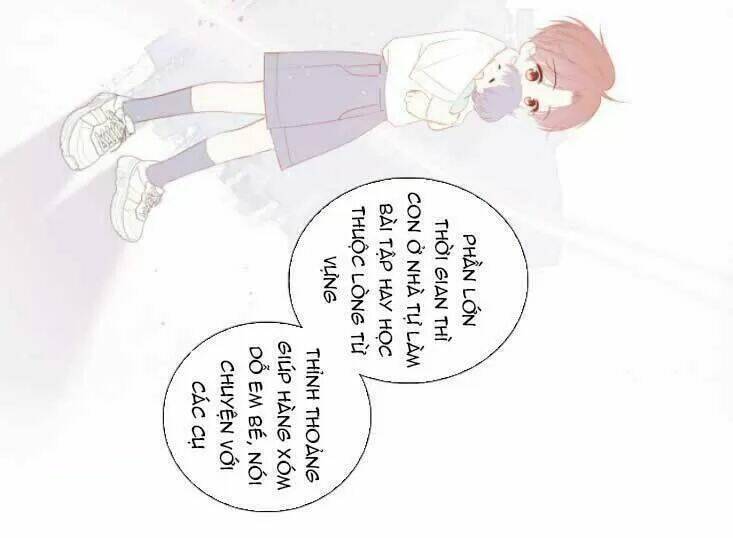 PHẦN LỚN
THỜI GIAN THÌ
CON Ở NHÀ TỰ LÀM
BÀI TẬP HAY HỌC
THUỘC LÒNG TỪ
VỰNG
THỈNH THOẢNG
GIÚP HÀNG XÓM
DỖ EM BÉ, NÓI
CHUYỆN VỚI
CÁC CỤ